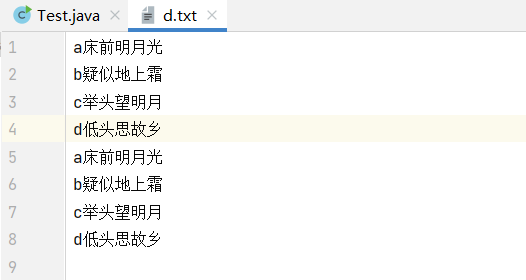 Test.java d.txt
1 a床前明月光
2 b疑似地上霜
3 c举头望明月
4 d低头思故乡
5 a床前明月光
6 b疑似地上霜
7 c举头望明月
8 d低头思故乡
9